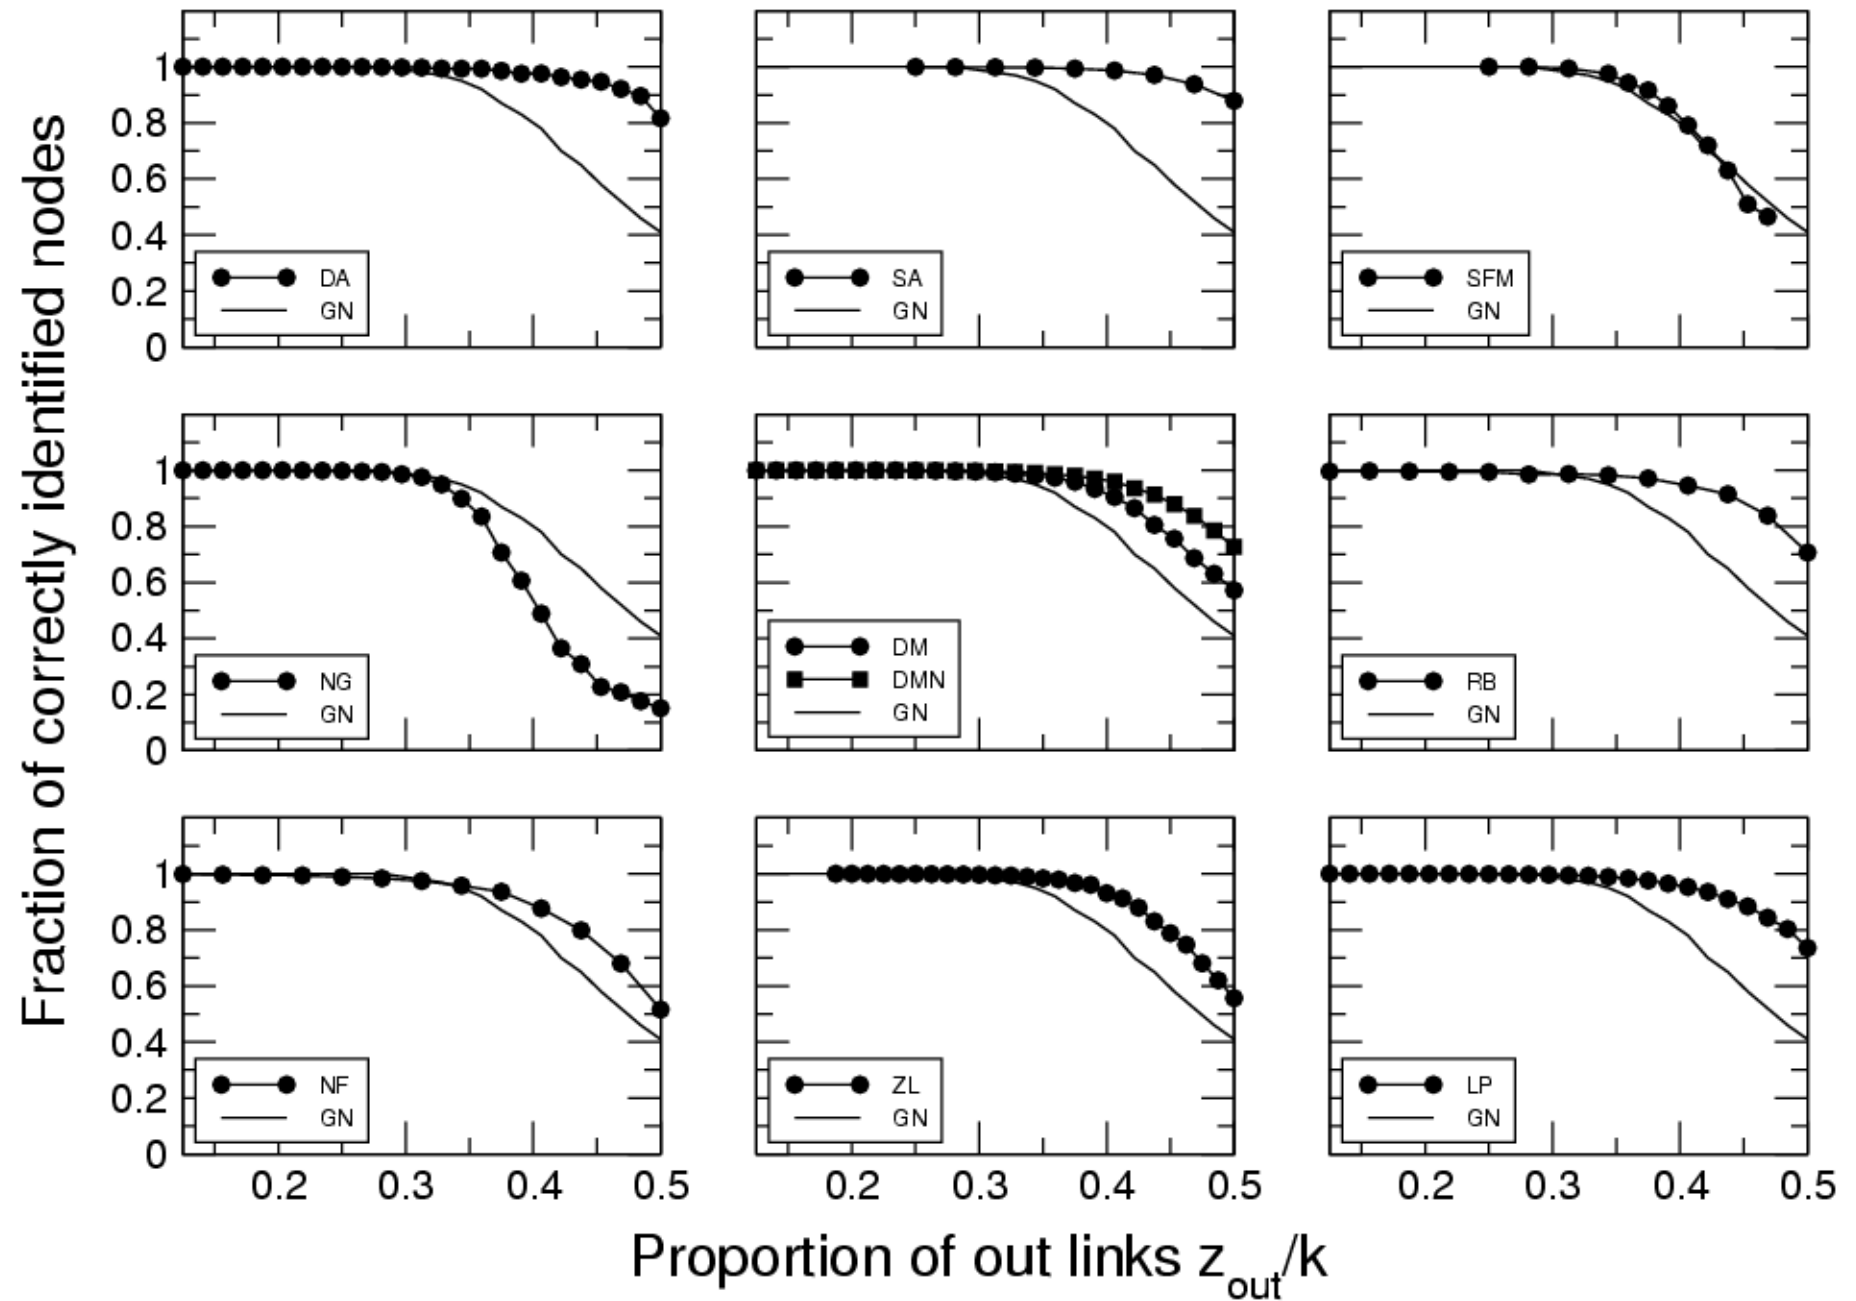 Fraction of correctly identified nodes
1
0.8
0.6
0.4
0.2
0
DA
GN
SA
GN
SFM
GN
1
0.8
0.6
0.4
0.2
0
NG
GN
DM
DMN
GN
RB
GN
1
0.8
0.6
0.4
0.2
0
NF
GN
ZL
GN
LP
GN
0.2 0.3 0.4 0.5
0.2 0.3 0.4 0.5
0.2 0.3 0.4 0.5
Proportion of out links z_out/k